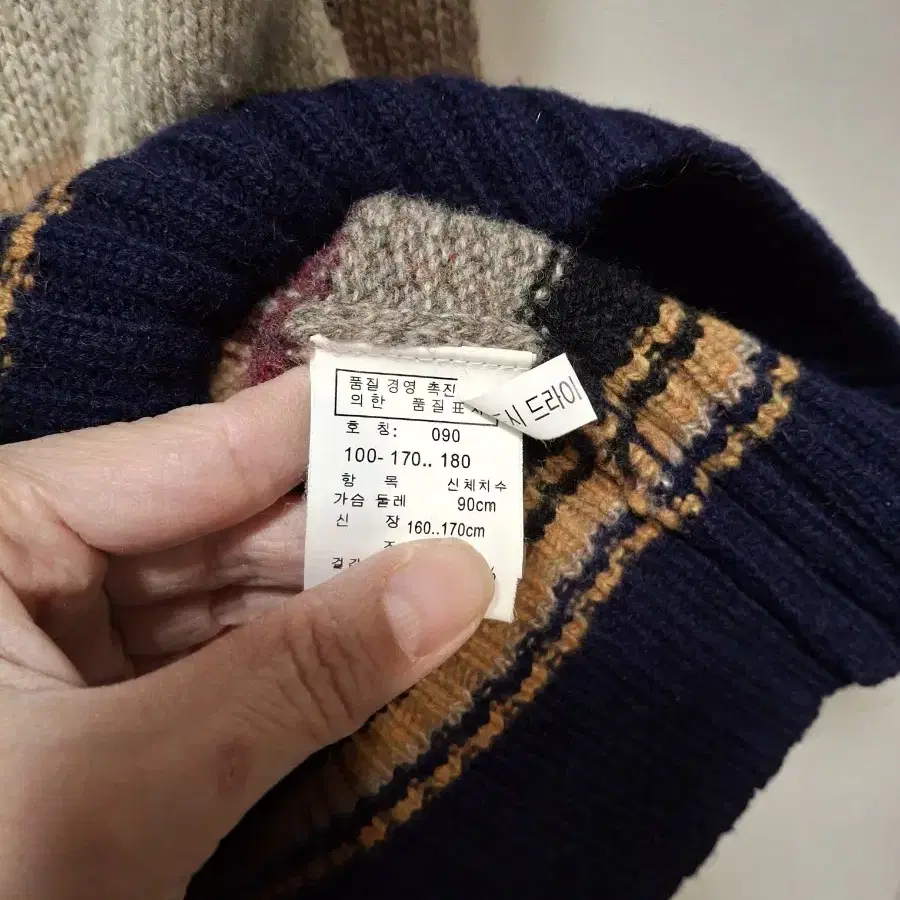 품질 경영 촉진
의한 품질표
시 드라이
호 칭: 090
100- 170.. 180
항 목 신체치수
가슴 둘레 90cm
신 장 160..170cm